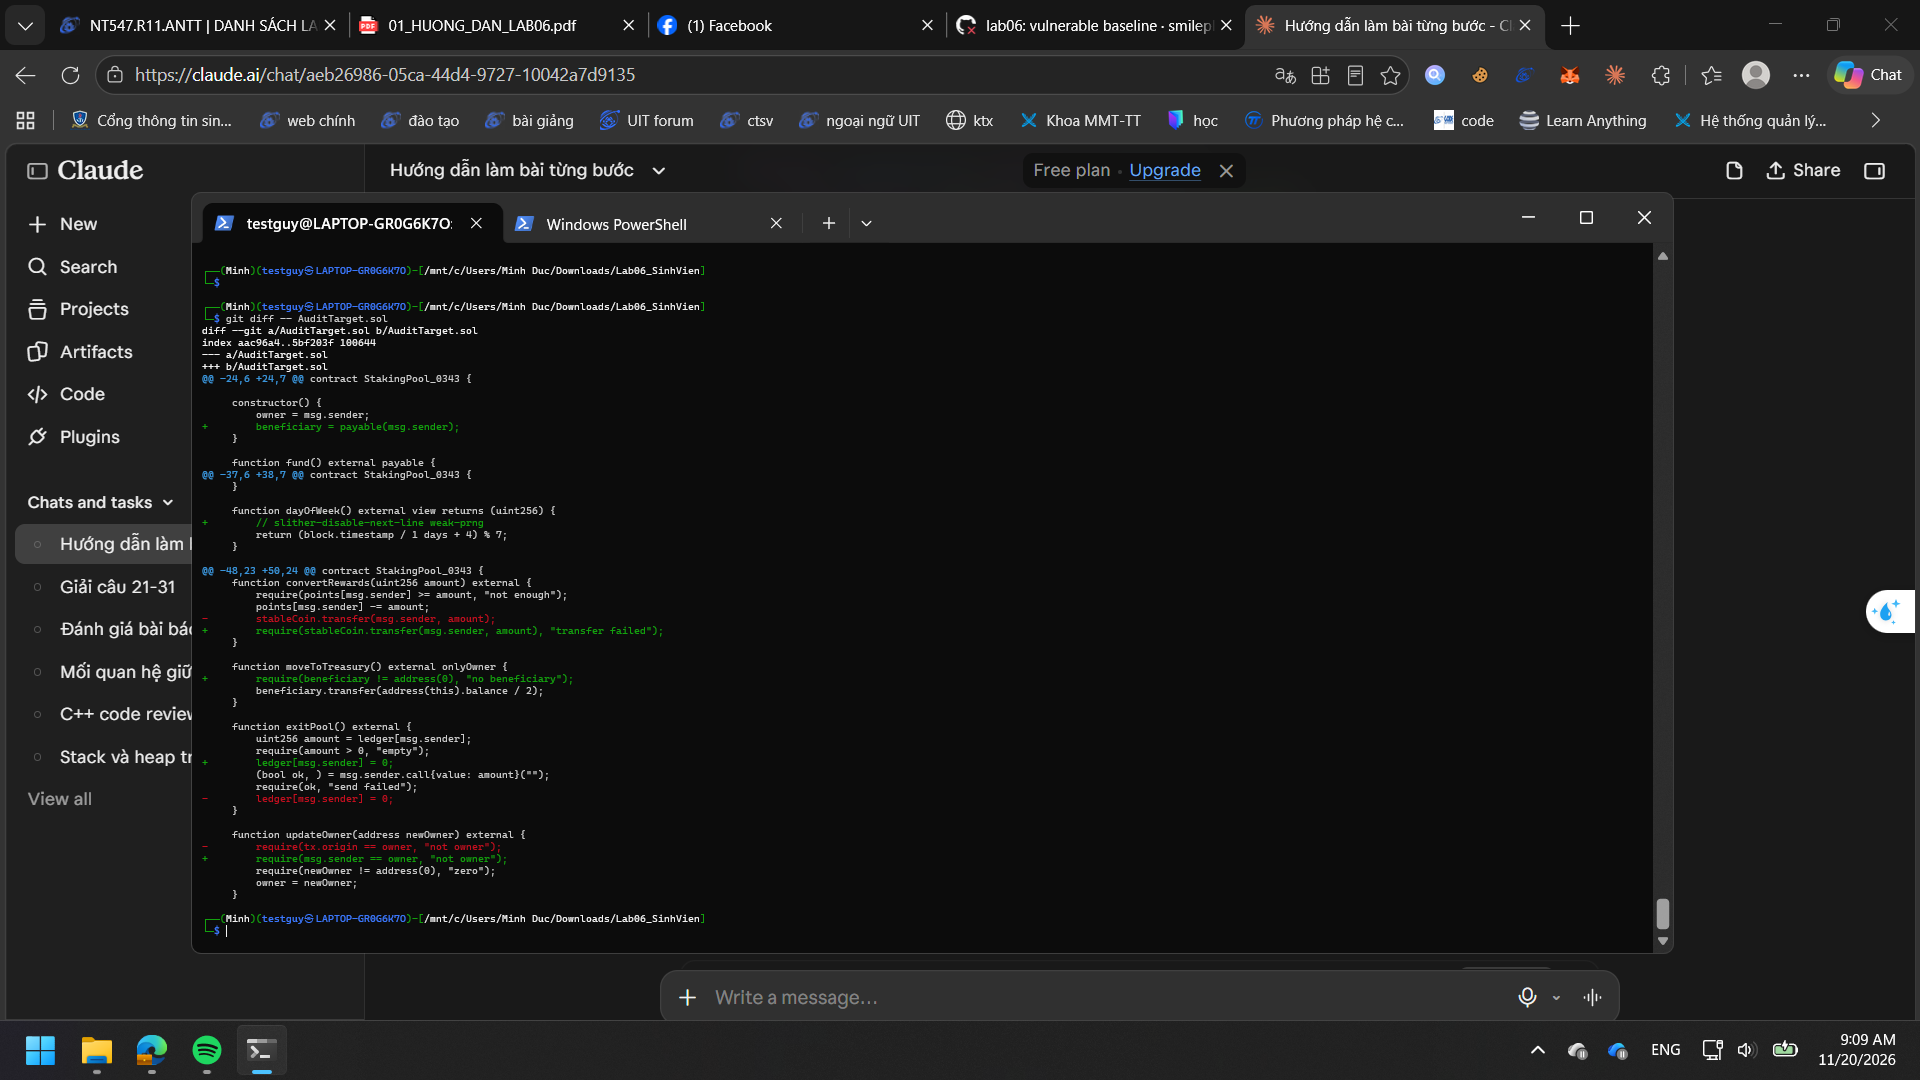 NT547.R11.ANTT | DANH SÁCH LA
01_HUONG_DAN_LAB06.pdf
(1) Facebook
lab06: vulnerable baseline · smilep
Hướng dẫn làm bài từng bước - Cl
https://claude.ai/chat/aeb26986-05ca-44d4-9727-10042a7d9135
Chat
Cổng thông tin sin...
web chính
đào tạo
bài giảng
UIT forum
ctsv
ngoại ngữ UIT
ktx
Khoa MMT-TT
học
Phương pháp hệ c...
code
Learn Anything
Hệ thống quản lý...
Claude
Hướng dẫn làm bài từng bước
Free plan · Upgrade
Share
New
Search
Projects
Artifacts
Code
Plugins
Chats and tasks
Hướng dẫn làm
Giải câu 21-31
Đánh giá bài bá
Mối quan hệ giữ
C++ code review
Stack và heap tr
View all
testguy@LAPTOP-GR0G6K7O:
Windows PowerShell
┌──(Minh)(testguy㉿LAPTOP-GR0G6K7O)-[/mnt/c/Users/Minh Duc/Downloads/Lab06_SinhVien]
└─$
┌──(Minh)(testguy㉿LAPTOP-GR0G6K7O)-[/mnt/c/Users/Minh Duc/Downloads/Lab06_SinhVien]
└─$ git diff -- AuditTarget.sol
diff --git a/AuditTarget.sol b/AuditTarget.sol
index aac96a4..5bf203f 100644
--- a/AuditTarget.sol
+++ b/AuditTarget.sol
@@ -24,6 +24,7 @@ contract StakingPool_0343 {
constructor() {
owner = msg.sender;
+ beneficiary = payable(msg.sender);
}
function fund() external payable {
@@ -37,6 +38,7 @@ contract StakingPool_0343 {
}
function dayOfWeek() external view returns (uint256) {
+ // slither-disable-next-line weak-prng
return (block.timestamp / 1 days + 4) % 7;
}
@@ -48,23 +50,24 @@ contract StakingPool_0343 {
function convertRewards(uint256 amount) external {
require(points[msg.sender] >= amount, "not enough");
points[msg.sender] -= amount;
- stableCoin.transfer(msg.sender, amount);
+ require(stableCoin.transfer(msg.sender, amount), "transfer failed");
}
function moveToTreasury() external onlyOwner {
+ require(beneficiary != address(0), "no beneficiary");
beneficiary.transfer(address(this).balance / 2);
}
function exitPool() external {
uint256 amount = ledger[msg.sender];
require(amount > 0, "empty");
+ ledger[msg.sender] = 0;
(bool ok, ) = msg.sender.call{value: amount}("");
require(ok, "send failed");
- ledger[msg.sender] = 0;
}
function updateOwner(address newOwner) external {
- require(tx.origin == owner, "not owner");
+ require(msg.sender == owner, "not owner");
require(newOwner != address(0), "zero");
owner = newOwner;
}
┌──(Minh)(testguy㉿LAPTOP-GR0G6K7O)-[/mnt/c/Users/Minh Duc/Downloads/Lab06_SinhVien]
└─$
Write a message...
ENG
9:09 AM
11/20/2026